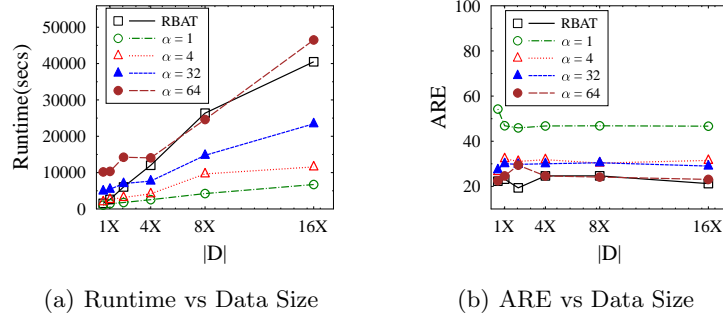 60000
50000
40000
30000
20000
10000
0
Runtime(secs)
RBAT
α = 1
α = 4
α = 32
α = 64
1X 4X 8X 16X
|D|
(a) Runtime vs Data Size
100
80
60
40
20
ARE
RBAT
α = 1
α = 4
α = 32
α = 64
1X 4X 8X 16X
|D|
(b) ARE vs Data Size